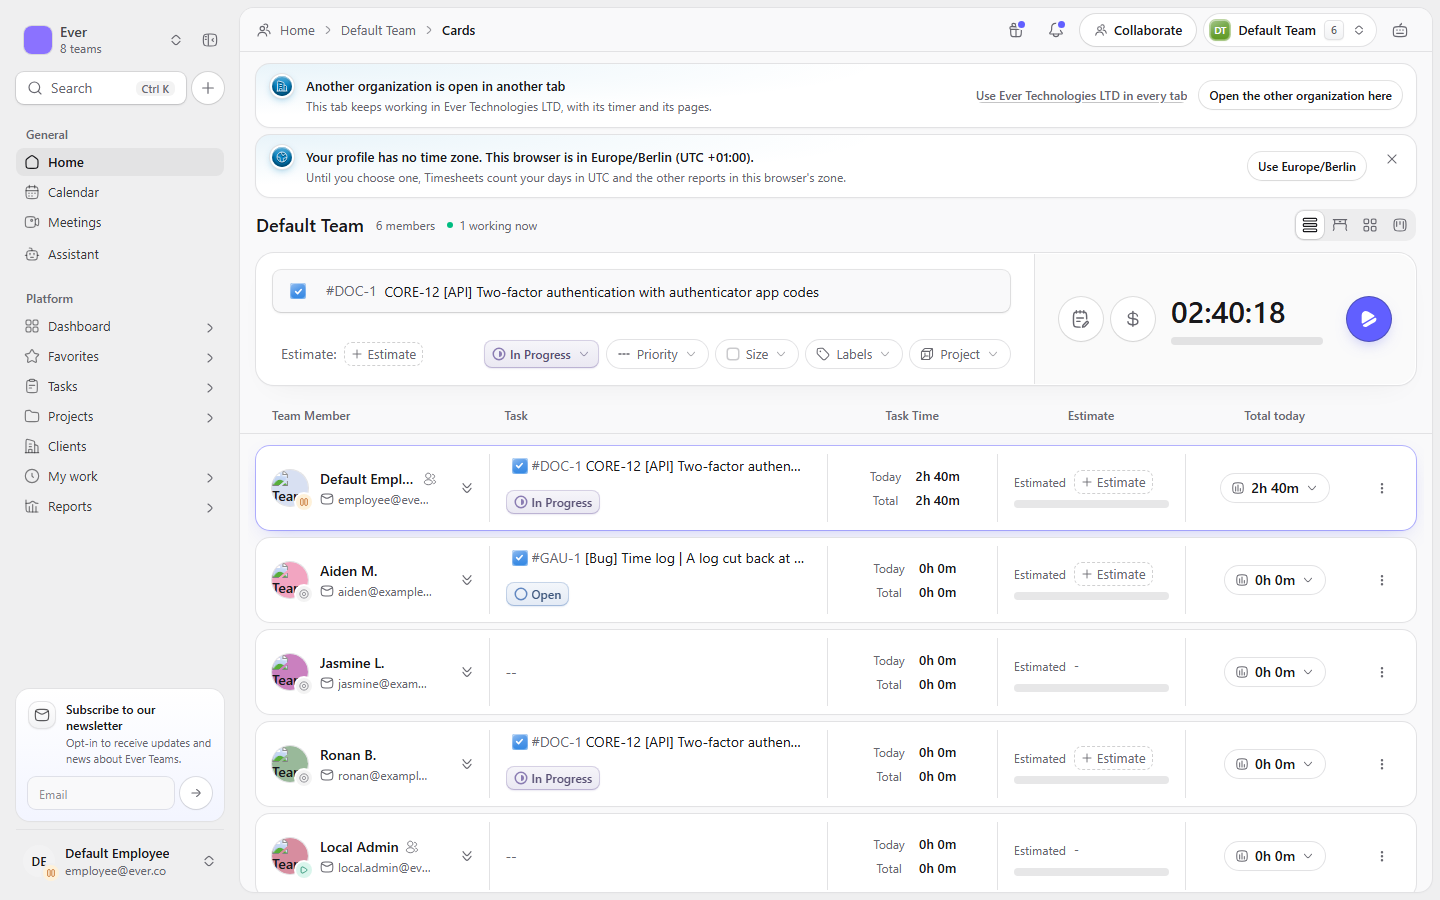 Ever
8 teams
Search
Ctrl K
General
Home
Calendar
Meetings
Assistant
Platform
Dashboard
Favorites
Tasks
Projects
Clients
My work
Reports
Subscribe to our
newsletter
Opt-in to receive updates and
news about Ever Teams.
Email
DE
Default Employee
employee@ever.co
Home > Default Team > Cards
Collaborate
DT Default Team 6
Another organization is open in another tab
This tab keeps working in Ever Technologies LTD, with its timer and its pages.
Use Ever Technologies LTD in every tab
Open the other organization here
Your profile has no time zone. This browser is in Europe/Berlin (UTC +01:00).
Until you choose one, Timesheets count your days in UTC and the other reports in this browser's zone.
Use Europe/Berlin
Default Team 6 members 1 working now
#DOC-1 CORE-12 [API] Two-factor authentication with authenticator app codes
Estimate: + Estimate
In Progress
Priority
Size
Labels
Project
$
02:40:18
Team Member Task Task Time Estimate Total today
Default Empl...
employee@eve...
#DOC-1 CORE-12 [API] Two-factor authen...
In Progress
Today 2h 40m
Total 2h 40m
Estimated + Estimate
2h 40m
Aiden M.
aiden@example...
#GAU-1 [Bug] Time log | A log cut back at ...
Open
Today 0h 0m
Total 0h 0m
Estimated + Estimate
0h 0m
Jasmine L.
jasmine@exam...
--
Today 0h 0m
Total 0h 0m
Estimated -
0h 0m
Ronan B.
ronan@exampl...
#DOC-1 CORE-12 [API] Two-factor authen...
In Progress
Today 0h 0m
Total 0h 0m
Estimated + Estimate
0h 0m
Local Admin
local.admin@ev...
--
Today 0h 0m
Total 0h 0m
Estimated -
0h 0m